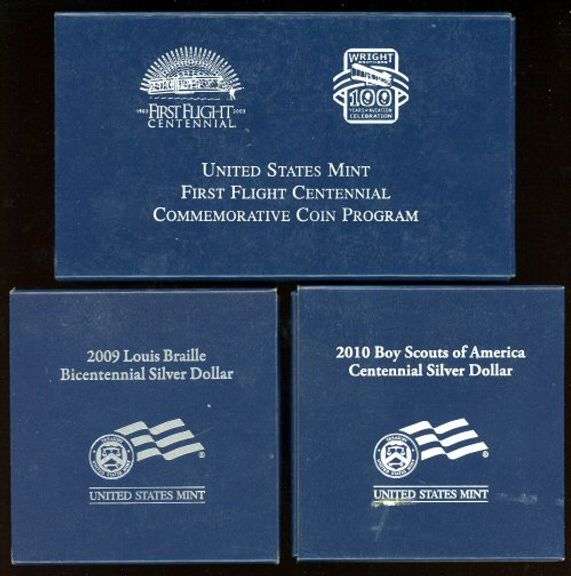 1903 2003
FIRST FLIGHT
CENTENNIAL
WRIGHT
100
YEARS • AVIATION
CELEBRATION
UNITED STATES MINT
FIRST FLIGHT CENTENNIAL
COMMEMORATIVE COIN PROGRAM
2009 Louis Braille
Bicentennial Silver Dollar
®
UNITED STATES MINT
2010 Boy Scouts of America
Centennial Silver Dollar
®
UNITED STATES MINT